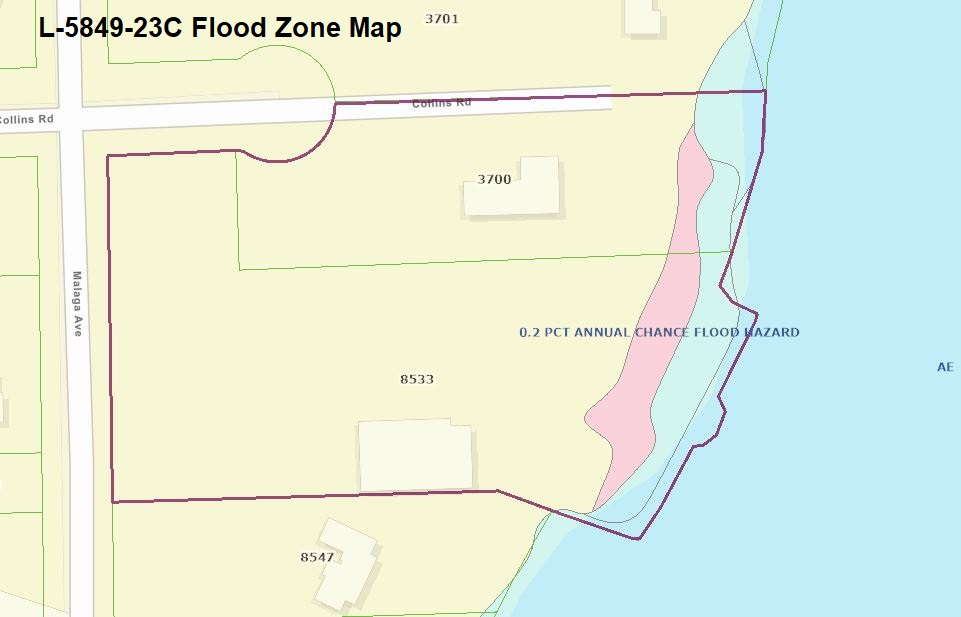 L-5849-23C Flood Zone Map
3701
Collins Rd
Collins Rd
3700
Malaga Ave
0.2 PCT ANNUAL CHANCE FLOOD HAZARD
AE
8533
8547